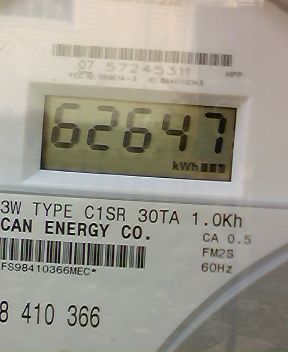 07 57245311
HPP
62647
kWh
3W TYPE C1SR 30TA 1.0Kh
CAN ENERGY CO.
CA 0.5
FM2S
FS98410366MEC*
60Hz
8 410 366